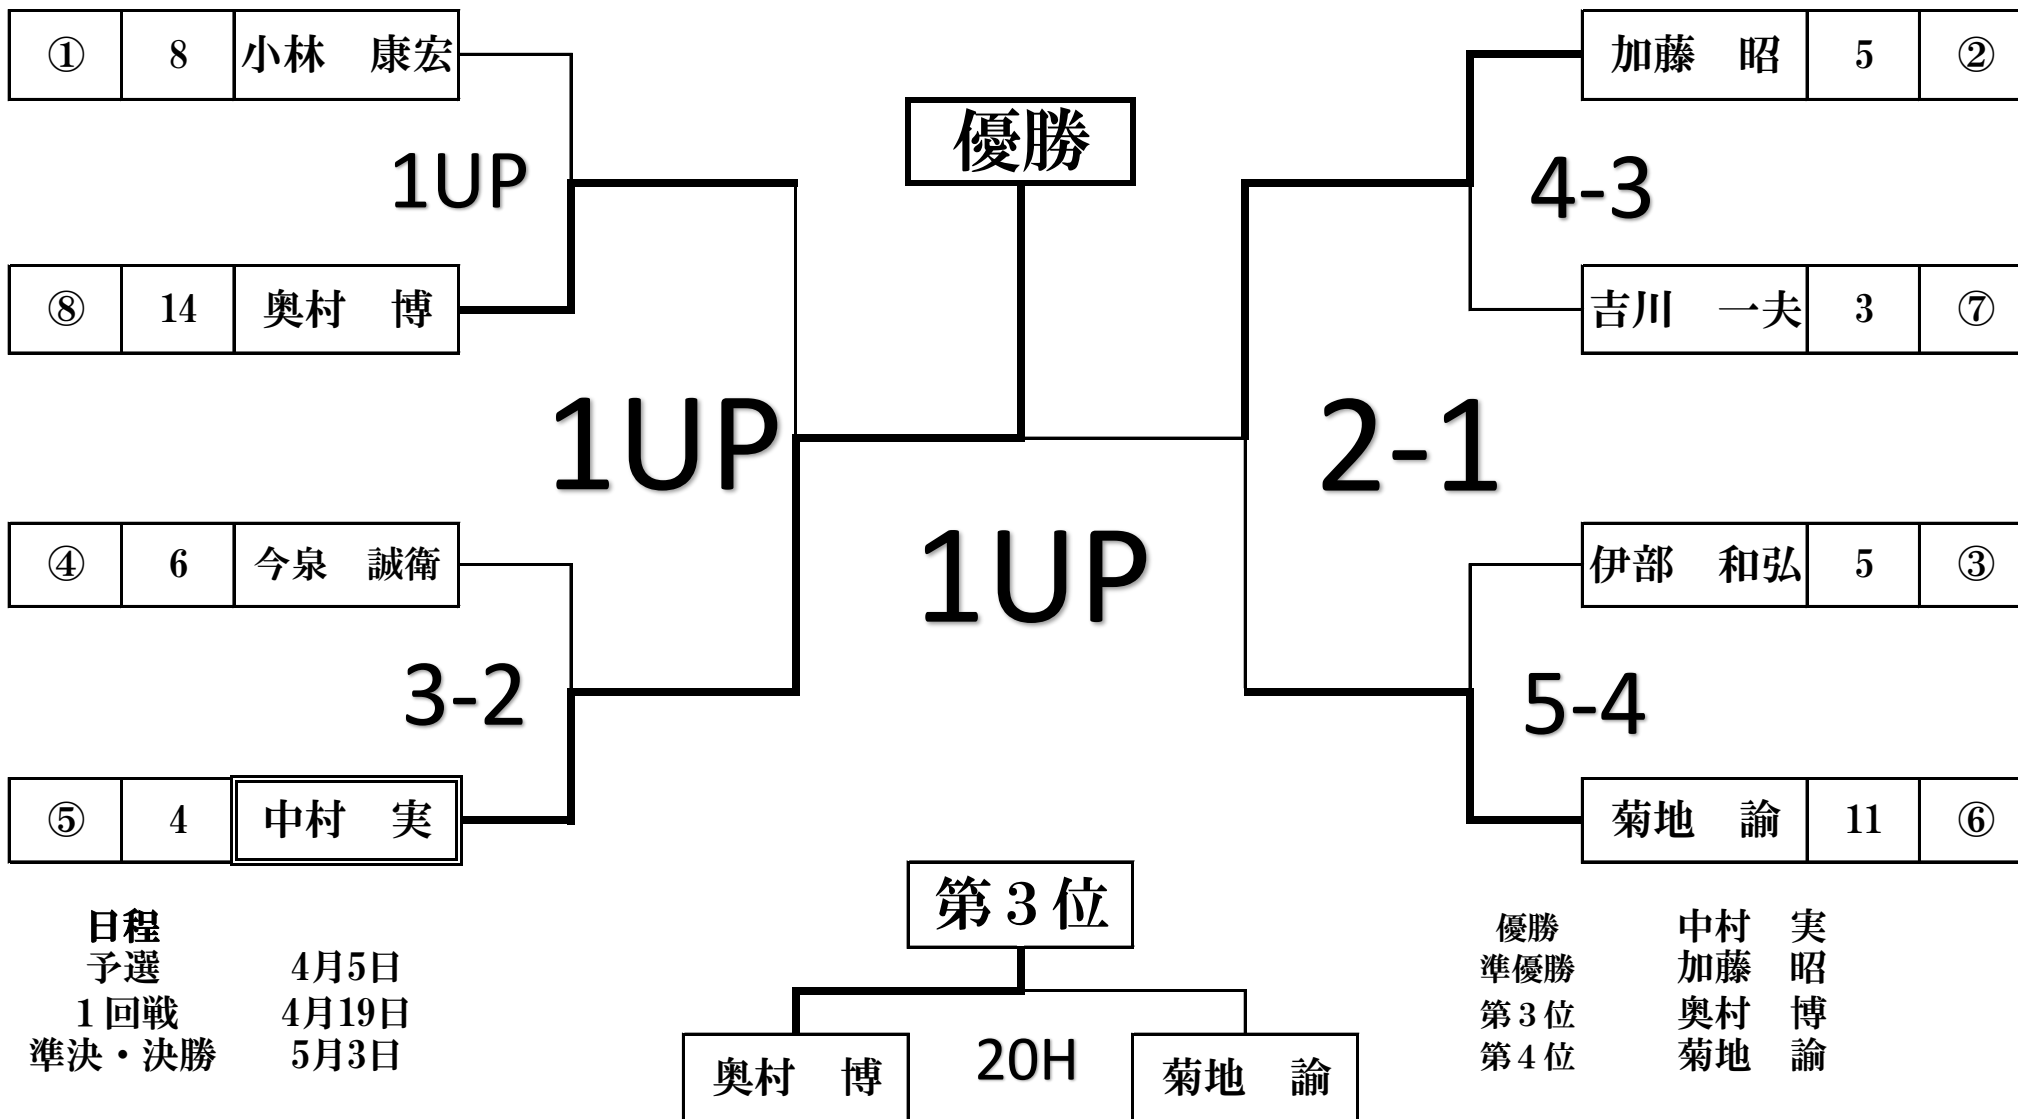 ① 8 小林　康宏
加藤　昭 5 ②
優勝
1UP
4-3
⑧ 14 奥村　博
吉川　一夫 3 ⑦
1UP
2-1
1UP
④ 6 今泉　誠衛
伊部　和弘 5 ③
3-2
5-4
⑤ 4 中村　実
菊地　諭 11 ⑥
第３位
奥村　博
20H
菊地　諭
日程
予選 4月5日
１回戦 4月19日
準決・決勝 5月3日
優勝 中村　実
準優勝 加藤　昭
第３位 奥村　博
第４位 菊地　諭